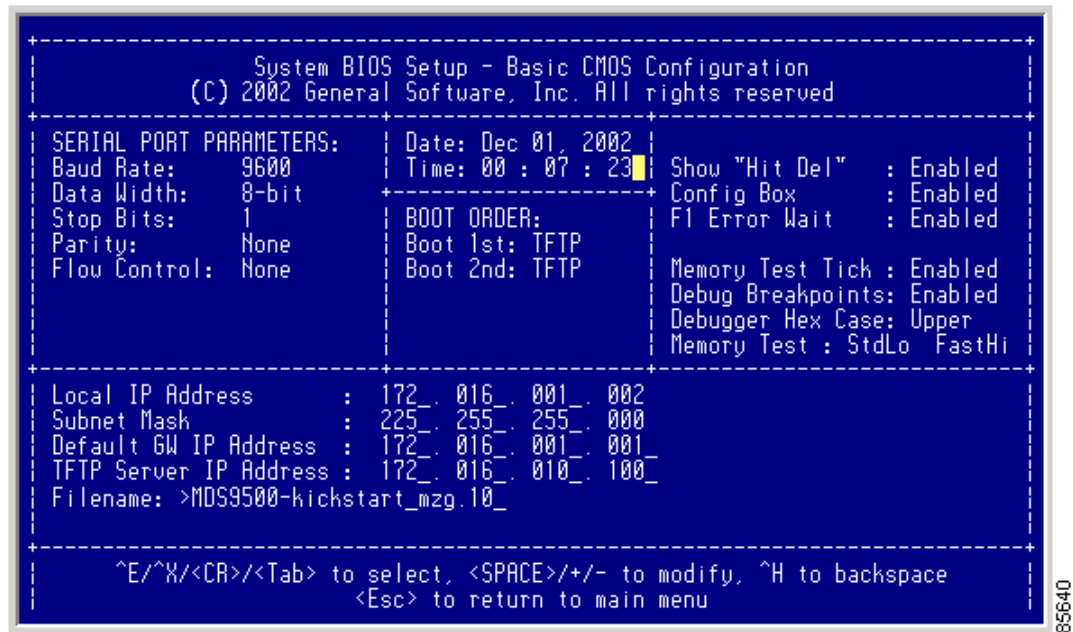 System BIOS Setup - Basic CMOS Configuration
(C) 2002 General Software, Inc. All rights reserved
SERIAL PORT PARAMETERS:
Baud Rate: 9600
Data Width: 8-bit
Stop Bits: 1
Parity: None
Flow Control: None
Date: Dec 01, 2002
Time: 00 : 07 : 23
BOOT ORDER:
Boot 1st: TFTP
Boot 2nd: TFTP
Show "Hit Del" : Enabled
Config Box : Enabled
F1 Error Wait : Enabled
Memory Test Tick : Enabled
Debug Breakpoints: Enabled
Debugger Hex Case: Upper
Memory Test : StdLo FastHi
Local IP Address : 172_. 016_. 001_. 002
Subnet Mask : 225_. 255_. 255_. 000
Default GW IP Address : 172_. 016_. 001_. 001_
TFTP Server IP Address : 172_. 016_. 010_. 100_
Filename: >MDS9500-kickstart_mzg.10_
^E/^X/<CR>/<Tab> to select, <SPACE>/+/- to modify, ^H to backspace
<Esc> to return to main menu
85640